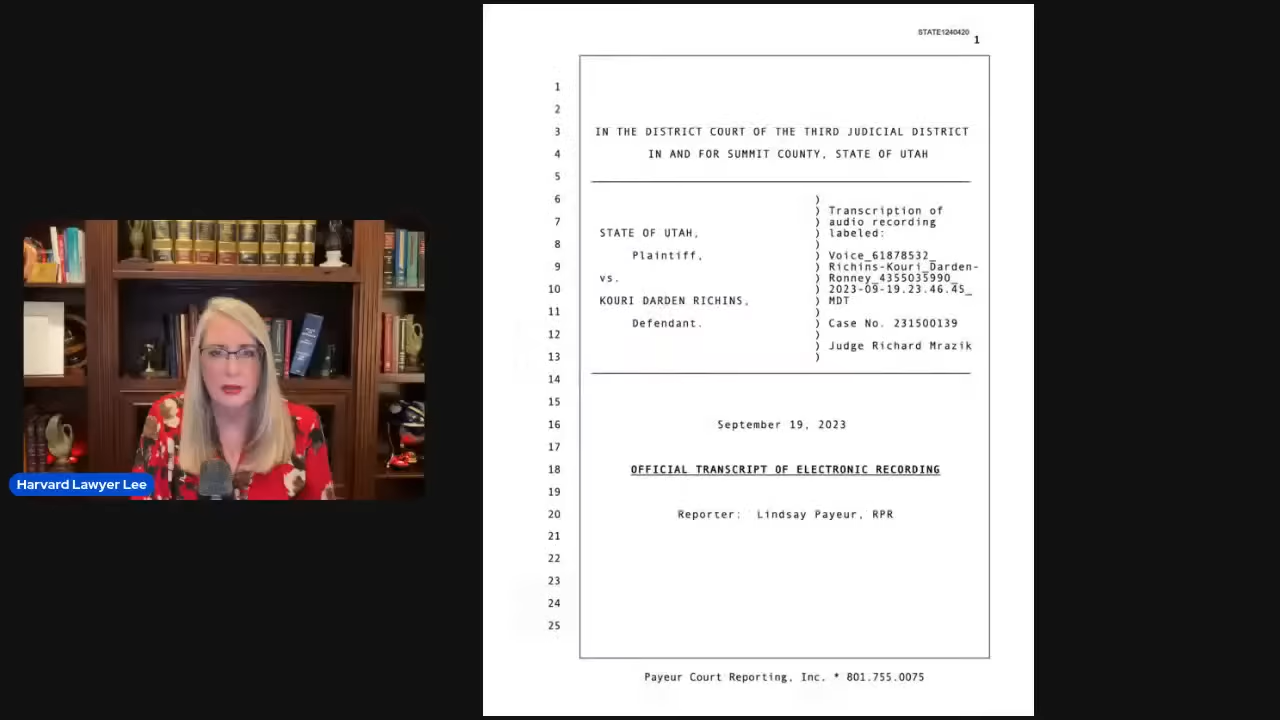 STATE1240420
1
1
2
3 IN THE DISTRICT COURT OF THE THIRD JUDICIAL DISTRICT
4 IN AND FOR SUMMIT COUNTY, STATE OF UTAH
5
6 )
) Transcription of
7 ) audio recording
STATE OF UTAH, ) labeled:
8 )
Plaintiff, ) Voice_61878532_
9 ) Richins-Kouri_Darden-
vs. ) Ronney_4355035990_
10 ) 2023-09-19.23.46.45_
KOURI DARDEN RICHINS, ) MDT
11 )
Defendant. ) Case No. 231500139
12 )
) Judge Richard Mrazik
13 )
14
15
16 September 19, 2023
17
18 OFFICIAL TRANSCRIPT OF ELECTRONIC RECORDING
19
20 Reporter: Lindsay Payeur, RPR
21
22
23
24
25
Payeur Court Reporting, Inc. * 801.755.0075
Harvard Lawyer Lee